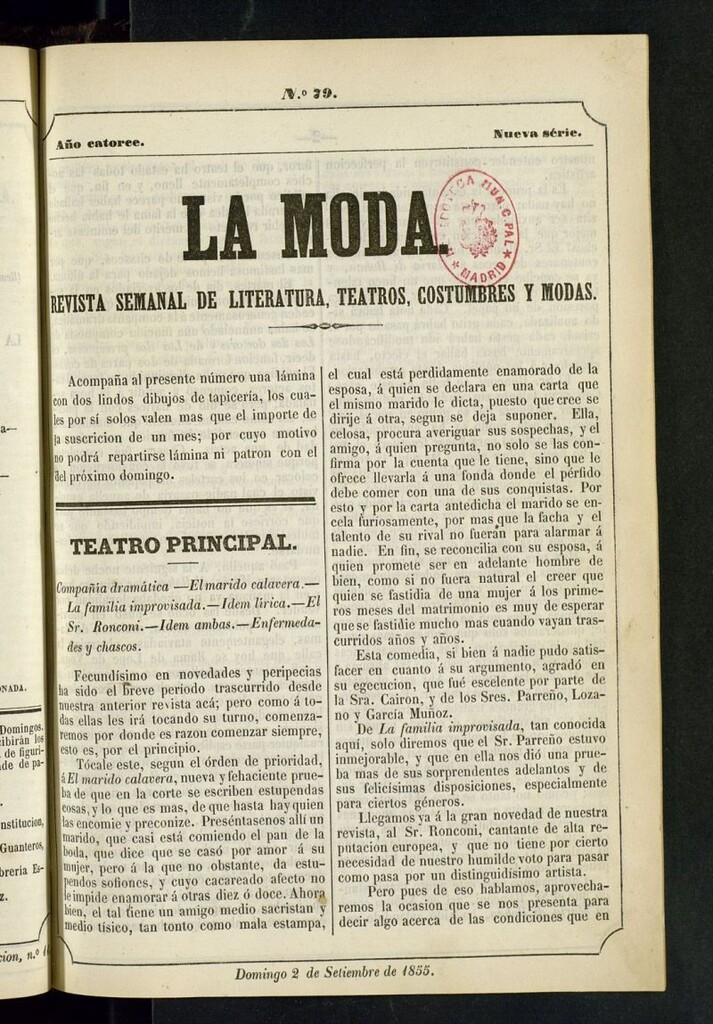 N.º 79.
Año catorce.
Nueva série.
LA MODA.
HEMEROTECA MUNICIPAL
★ MADRID ★
REVISTA SEMANAL DE LITERATURA, TEATROS, COSTUMBRES Y MODAS.
Acompaña al presente número una lámina
con dos lindos dibujos de tapicería, los cua-
les por sí solos valen mas que el importe de
la suscricion de un mes; por cuyo motivo
no podrá repartirse lámina ni patron con el
del próximo domingo.
TEATRO PRINCIPAL.
Compañia dramática —El marido calavera.—
La familia improvisada.—Idem lírica.—El
Sr. Ronconi.—Idem ambas.—Enfermeda-
des y chascos.
Fecundísimo en novedades y peripecias
ha sido el breve periodo trascurrido desde
nuestra anterior revista acá; pero como á to-
das ellas les irá tocando su turno, comenza-
remos por donde es razon comenzar siempre,
esto es, por el principio.
Tócale este, segun el órden de prioridad,
á El marido calavera, nueva y fehaciente prue-
ba de que en la corte se escriben estupendas
cosas, y lo que es mas, de que hasta hay quien
las encomie y preconize. Preséntasenos allí un
marido, que casi está comiendo el pan de la
boda, que dice que se casó por amor á su
mujer, pero á la que no obstante, da estu-
pendos sofiones, y cuyo cacareado afecto no
le impide enamorar á otras diez ó doce. Ahora
bien, el tal tiene un amigo medio sacristan y
medio tísico, tan tonto como mala estampa,
el cual está perdidamente enamorado de la
esposa, á quien se declara en una carta que
el mismo marido le dicta, puesto que cree se
dirije á otra, segun se deja suponer. Ella,
celosa, procura averiguar sus sospechas, y el
amigo, á quien pregunta, no solo se las con-
firma por la cuenta que le tiene, sino que le
ofrece llevarla á una fonda donde el pérfido
debe comer con una de sus conquistas. Por
esto y por la carta antedicha el marido se en-
cela furiosamente, por mas que la facha y el
talento de su rival no fueran para alarmar á
nadie. En fin, se reconcilia con su esposa, á
quien promete ser en adelante hombre de
bien, como si no fuera natural el creer que
quien se fastidia de una mujer á los prime-
ros meses del matrimonio es muy de esperar
que se fastidie mucho mas cuando vayan tras-
curridos años y años.
Esta comedia, si bien á nadie pudo satis-
facer en cuanto á su argumento, agradó en
su egecucion, que fué escelente por parte de
la Sra. Cairon, y de los Sres. Parreño, Loza-
no y García Muñoz.
De La familia improvisada, tan conocida
aquí, solo diremos que el Sr. Parreño estuvo
inmejorable, y que en ella nos dió una prue-
ba mas de sus sorprendentes adelantos y de
sus felicísimas disposiciones, especialmente
para ciertos géneros.
Llegamos ya á la gran novedad de nuestra
revista, al Sr. Ronconi, cantante de alta re-
putacion europea, y que no tiene por cierto
necesidad de nuestro humilde voto para pasar
como pasa por un distinguidísimo artista.
Pero pues de eso hablamos, aprovecha-
remos la ocasion que se nos presenta para
decir algo acerca de las condiciones que en
Domingo 2 de Setiembre de 1855.
NADA.
Domingos.
cibirán los
de figuri-
de de pa-
nstitucion,
Guanteros,
breria Es-
z.
cion, n.º